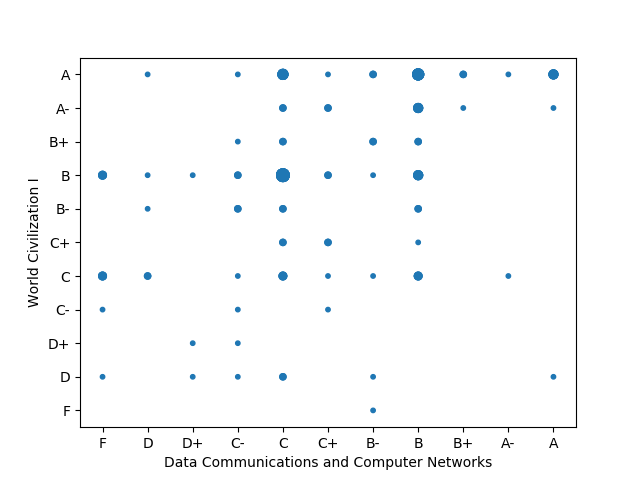 World Civilization I
A
A-
B+
B
B-
C+
C
C-
D+
D
F
F D D+ C- C C+ B- B B+ A- A
Data Communications and Computer Networks